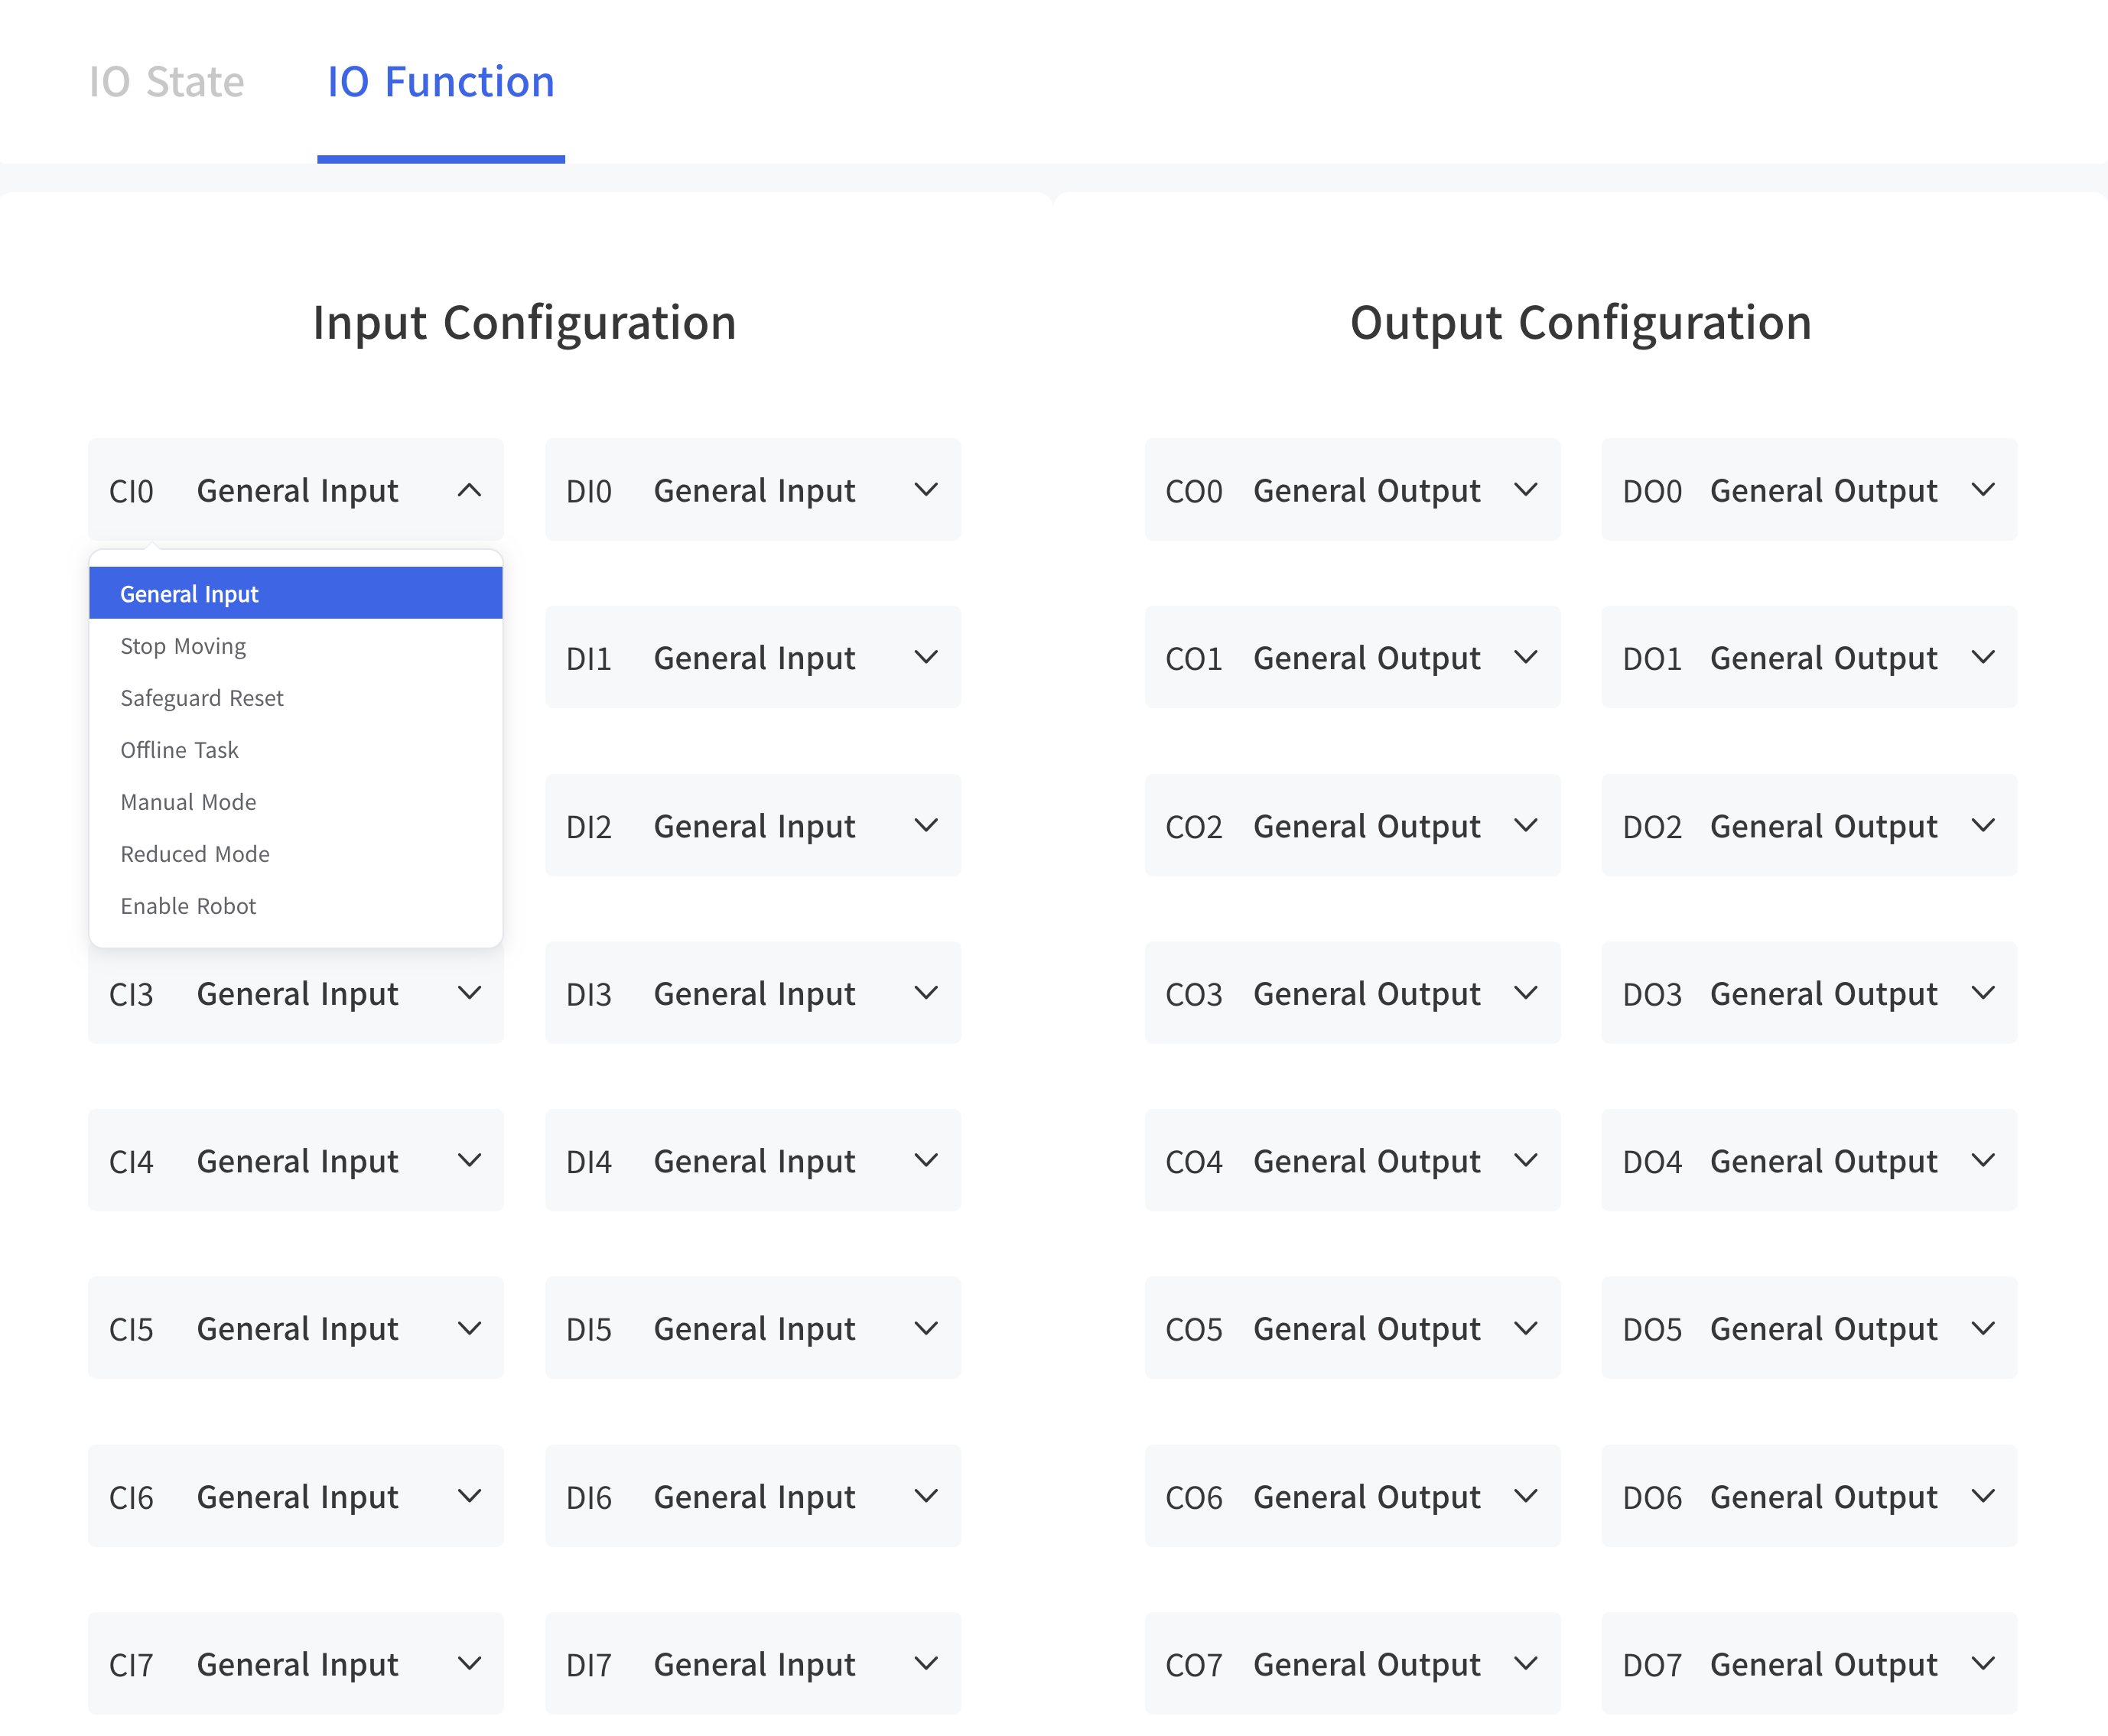 IO State IO Function
Input Configuration
Output Configuration
CI0 General Input
DI0 General Input
CO0 General Output
DO0 General Output
General Input
Stop Moving
Safeguard Reset
Offline Task
Manual Mode
Reduced Mode
Enable Robot
DI1 General Input
CO1 General Output
DO1 General Output
DI2 General Input
CO2 General Output
DO2 General Output
CI3 General Input
DI3 General Input
CO3 General Output
DO3 General Output
CI4 General Input
DI4 General Input
CO4 General Output
DO4 General Output
CI5 General Input
DI5 General Input
CO5 General Output
DO5 General Output
CI6 General Input
DI6 General Input
CO6 General Output
DO6 General Output
CI7 General Input
DI7 General Input
CO7 General Output
DO7 General Output